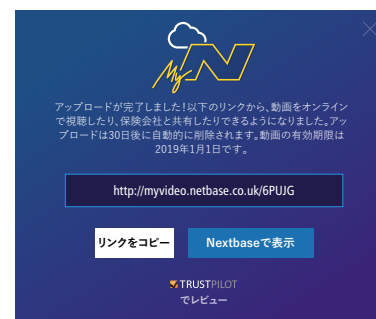 My N
アップロードが完了しました!以下のリンクから、動画をオンライン
で視聴したり、保険会社と共有したりできるようになりました。アッ
プロードは30日後に自動的に削除されます。動画の有効期限は
2019年1月1日です。
http://myvideo.netbase.co.uk/6PUJG
リンクをコピー Nextbaseで表示
TRUSTPILOT
でレビュー